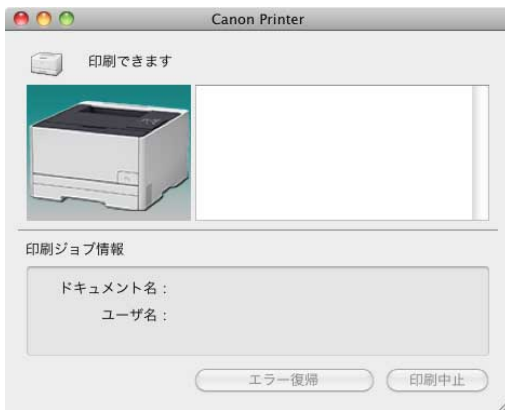 Canon Printer
印刷できます
印刷ジョブ情報
ドキュメント名：
ユーザ名：
エラー復帰
印刷中止